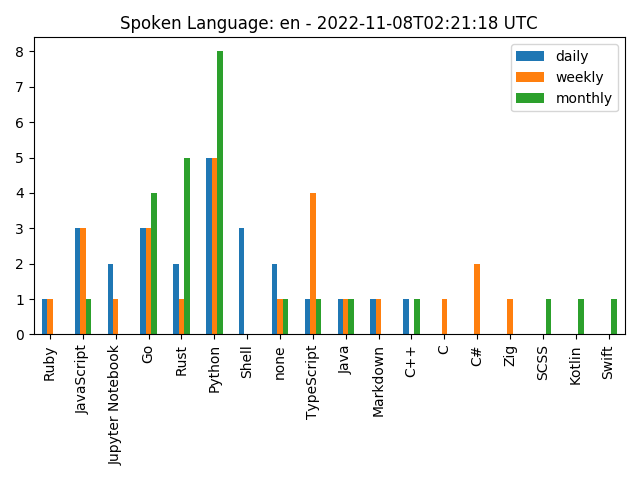 Spoken Language: en - 2022-11-08T02:21:18 UTC
daily
weekly
monthly
8
7
6
5
4
3
2
1
0
Ruby
JavaScript
Jupyter Notebook
Go
Rust
Python
Shell
none
TypeScript
Java
Markdown
C++
C
C#
Zig
SCSS
Kotlin
Swift